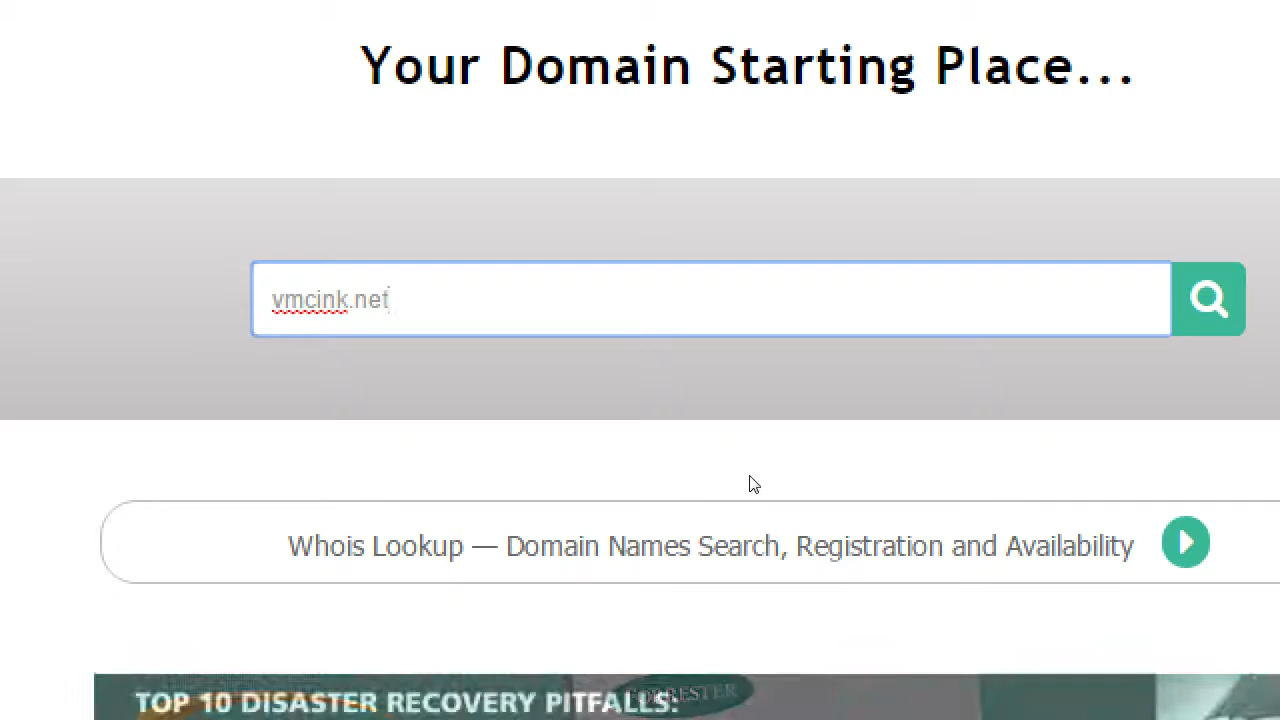 Your Domain Starting Place...
vmcink.net
Whois Lookup — Domain Names Search, Registration and Availability
TOP 10 DISASTER RECOVERY PITFALLS:
FORRESTER